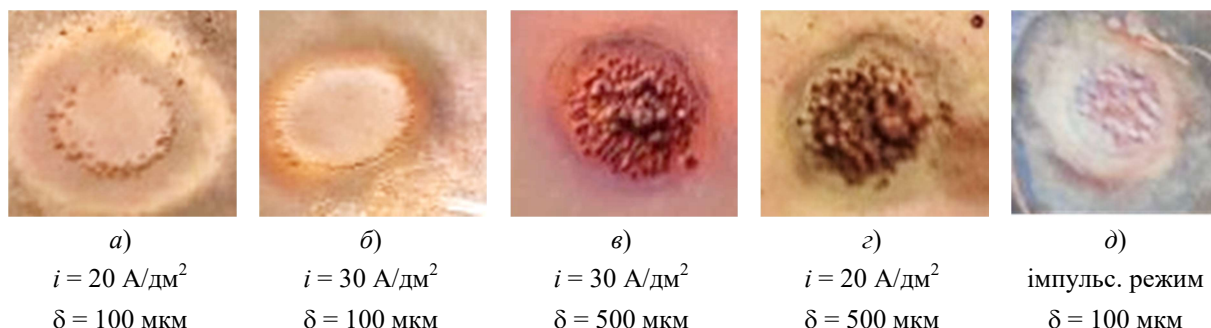 а) б) в) г) д)
i = 20 А/дм² i = 30 А/дм² i = 30 А/дм² i = 20 А/дм² імпульс. режим
δ = 100 мкм δ = 100 мкм δ = 500 мкм δ = 500 мкм δ = 100 мкм